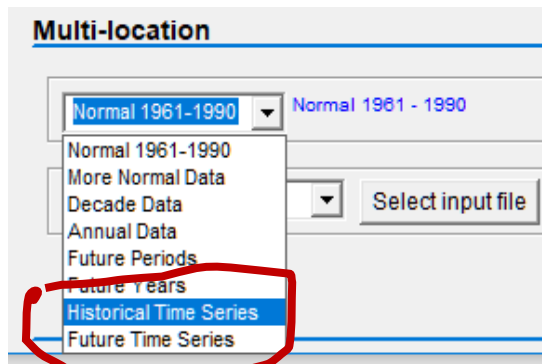 Multi-location
Normal 1961-1990 Normal 1961 - 1990
Normal 1961-1990
More Normal Data
Decade Data
Select input file
Annual Data
Future Periods
Future Years
Historical Time Series
Future Time Series